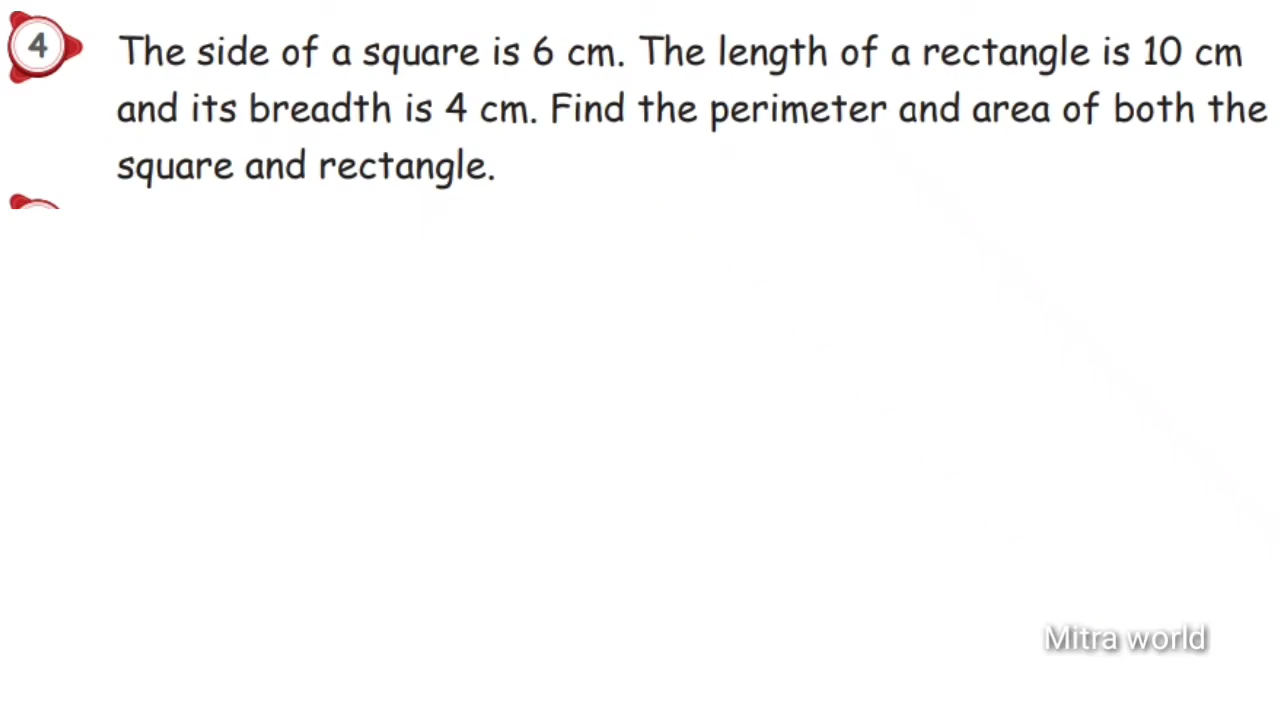 4
The side of a square is 6 cm. The length of a rectangle is 10 cm
and its breadth is 4 cm. Find the perimeter and area of both the
square and rectangle.
Mitra world